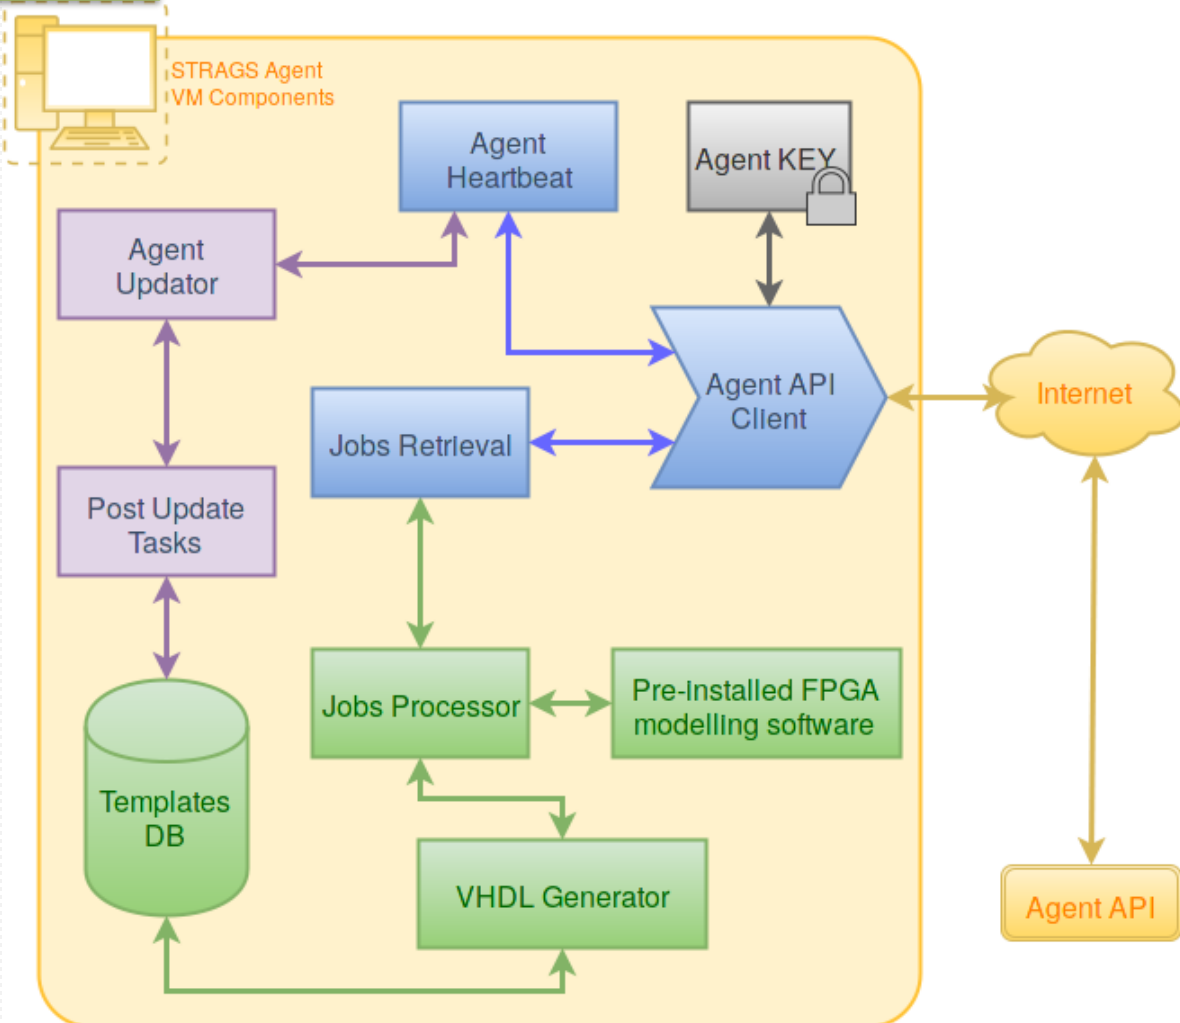 STRAGS Agent
VM Components
Agent
Heartbeat
Agent KEY
Agent
Updator
Agent API
Client
Internet
Jobs Retrieval
Post Update
Tasks
Jobs Processor
Pre-installed FPGA
modelling software
Templates
DB
VHDL Generator
Agent API